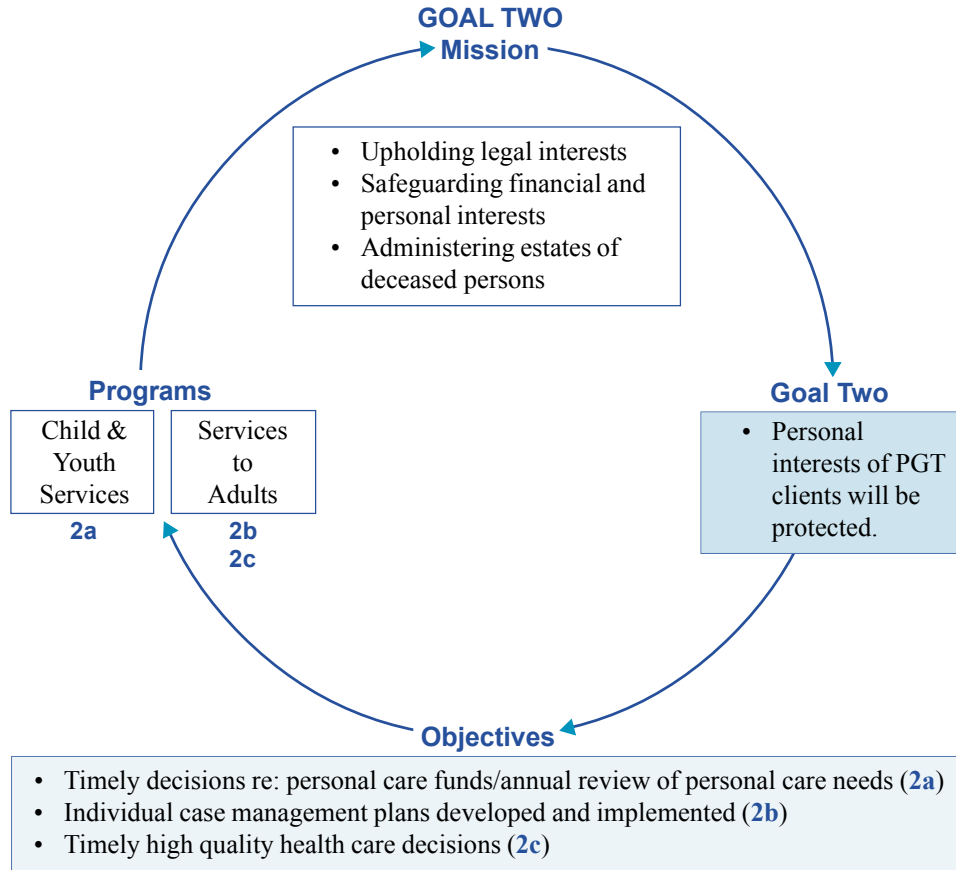 GOAL TWO
Mission
• Upholding legal interests
• Safeguarding financial and
personal interests
• Administering estates of
deceased persons
Programs
Child &
Youth
Services
2a
Services
to
Adults
2b
2c
Goal Two
• Personal
interests of PGT
clients will be
protected.
Objectives
• Timely decisions re: personal care funds/annual review of personal care needs (2a)
• Individual case management plans developed and implemented (2b)
• Timely high quality health care decisions (2c)